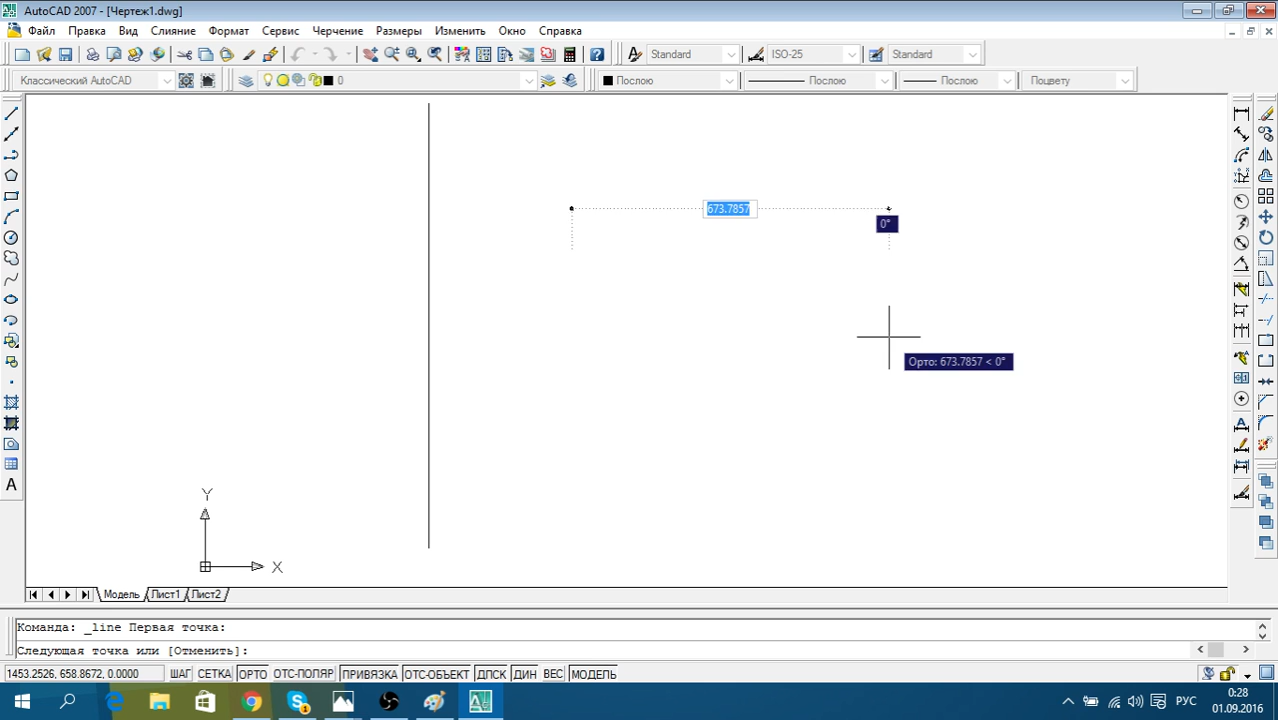 AutoCAD 2007 - [Чертеж1.dwg]
Файл Правка Вид Слияние Формат Сервис Черчение Размеры Изменить Окно Справка
Standard ISO-25 Standard
Классический AutoCAD 0 Послою Послою Послою Поцвету
673.7857
0°
Орто: 673.7857 < 0°
Y
X
A
A
Модель Лист1 Лист2
Команда: _line Первая точка:
Следующая точка или [Отменить]:
1453.2526, 658.8672, 0.0000 ШАГ СЕТКА ОРТО ОТС-ПОЛЯР ПРИВЯЗКА ОТС-ОБЪЕКТ ДПСК ДИН ВЕС МОДЕЛЬ
РУС
0:28
01.09.2016